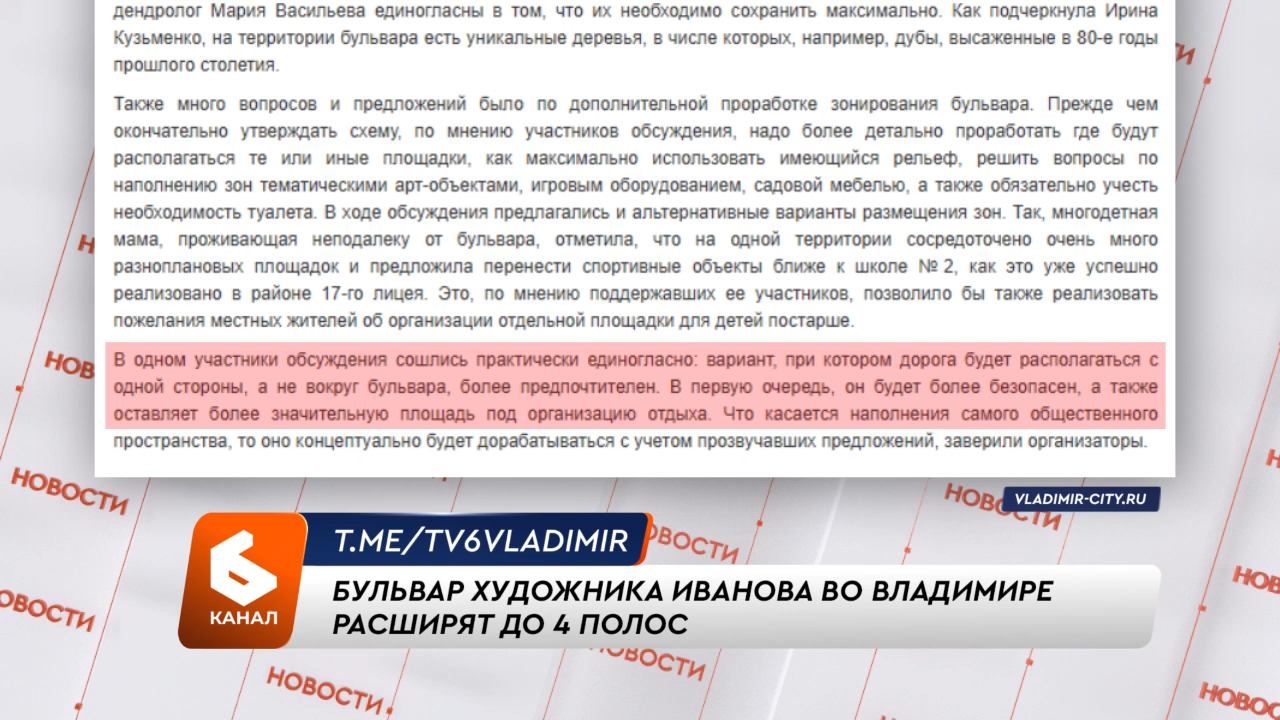 дендролог Мария Васильева единогласны в том, что их необходимо сохранить максимально. Как подчеркнула Ирина
Кузьменко, на территории бульвара есть уникальные деревья, в числе которых, например, дубы, высаженные в 80-е годы
прошлого столетия.
Также много вопросов и предложений было по дополнительной проработке зонирования бульвара. Прежде чем
окончательно утверждать схему, по мнению участников обсуждения, надо более детально проработать где будут
располагаться те или иные площадки, как максимально использовать имеющийся рельеф, решить вопросы по
наполнению зон тематическими арт-объектами, игровым оборудованием, садовой мебелью, а также обязательно учесть
необходимость туалета. В ходе обсуждения предлагались и альтернативные варианты размещения зон. Так, многодетная
мама, проживающая неподалеку от бульвара, отметила, что на одной территории сосредоточено очень много
разноплановых площадок и предложила перенести спортивные объекты ближе к школе №2, как это уже успешно
реализовано в районе 17-го лицея. Это, по мнению поддержавших ее участников, позволило бы также реализовать
пожелания местных жителей об организации отдельной площадки для детей постарше.
В одном участники обсуждения сошлись практически единогласно: вариант, при котором дорога будет располагаться с
одной стороны, а не вокруг бульвара, более предпочтителен. В первую очередь, он будет более безопасен, а также
оставляет более значительную площадь под организацию отдыха. Что касается наполнения самого общественного
пространства, то оно концептуально будет дорабатываться с учетом прозвучавших предложений, заверили организаторы.
НОВОСТИ
VLADIMIR-CITY.RU
T.ME/TV6VLADIMIR
6
КАНАЛ
БУЛЬВАР ХУДОЖНИКА ИВАНОВА ВО ВЛАДИМИРЕ
РАСШИРЯТ ДО 4 ПОЛОС
НОВОСТИ
НОВОСТИ